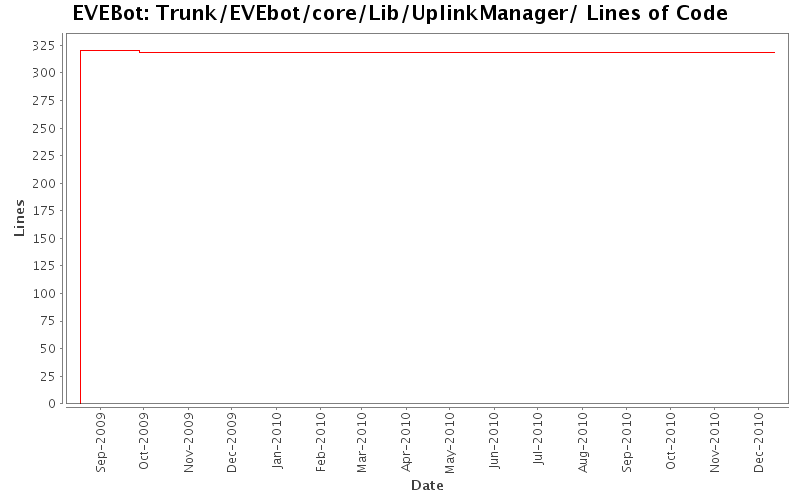 EVEBot: Trunk/EVEbot/core/Lib/UplinkManager/ Lines of Code
Lines
325
300
275
250
225
200
175
150
125
100
75
50
25
0
Sep-2009
Oct-2009
Nov-2009
Dec-2009
Jan-2010
Feb-2010
Mar-2010
Apr-2010
May-2010
Jun-2010
Jul-2010
Aug-2010
Sep-2010
Oct-2010
Nov-2010
Dec-2010
Date